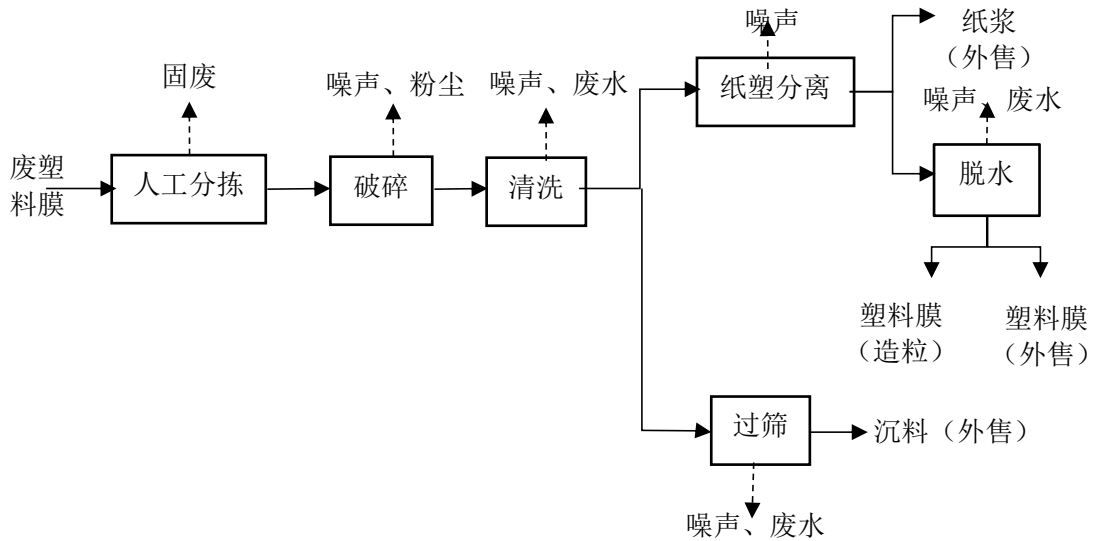 噪声
纸浆
（外售）
固废
噪声、粉尘
噪声、废水
纸塑分离
噪声、废水
废塑
料膜
人工分拣
破碎
清洗
脱水
塑料膜
（造粒）
塑料膜
（外售）
过筛
沉料（外售）
噪声、废水